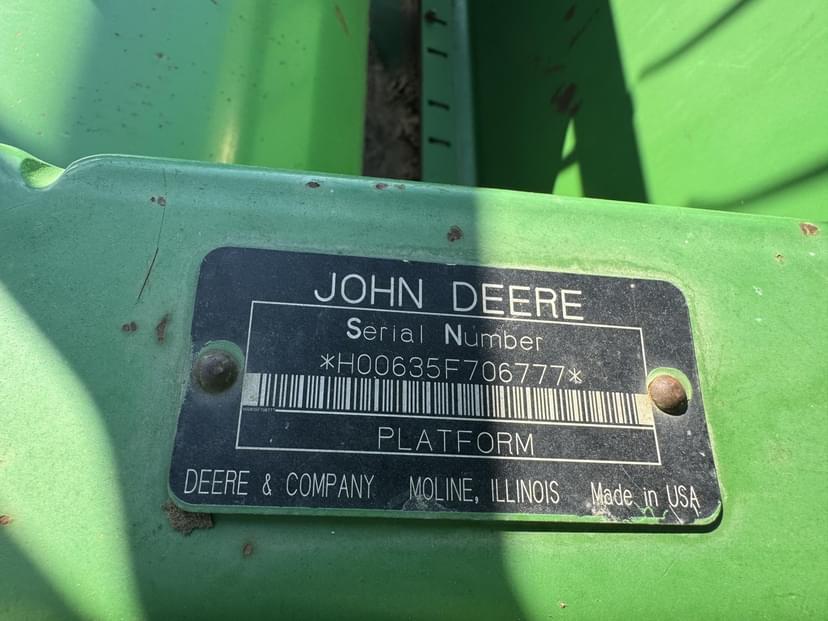 JOHN DEERE
Serial Number
*H00635F706777*
PLATFORM
DEERE & COMPANY MOLINE, ILLINOIS Made in USA